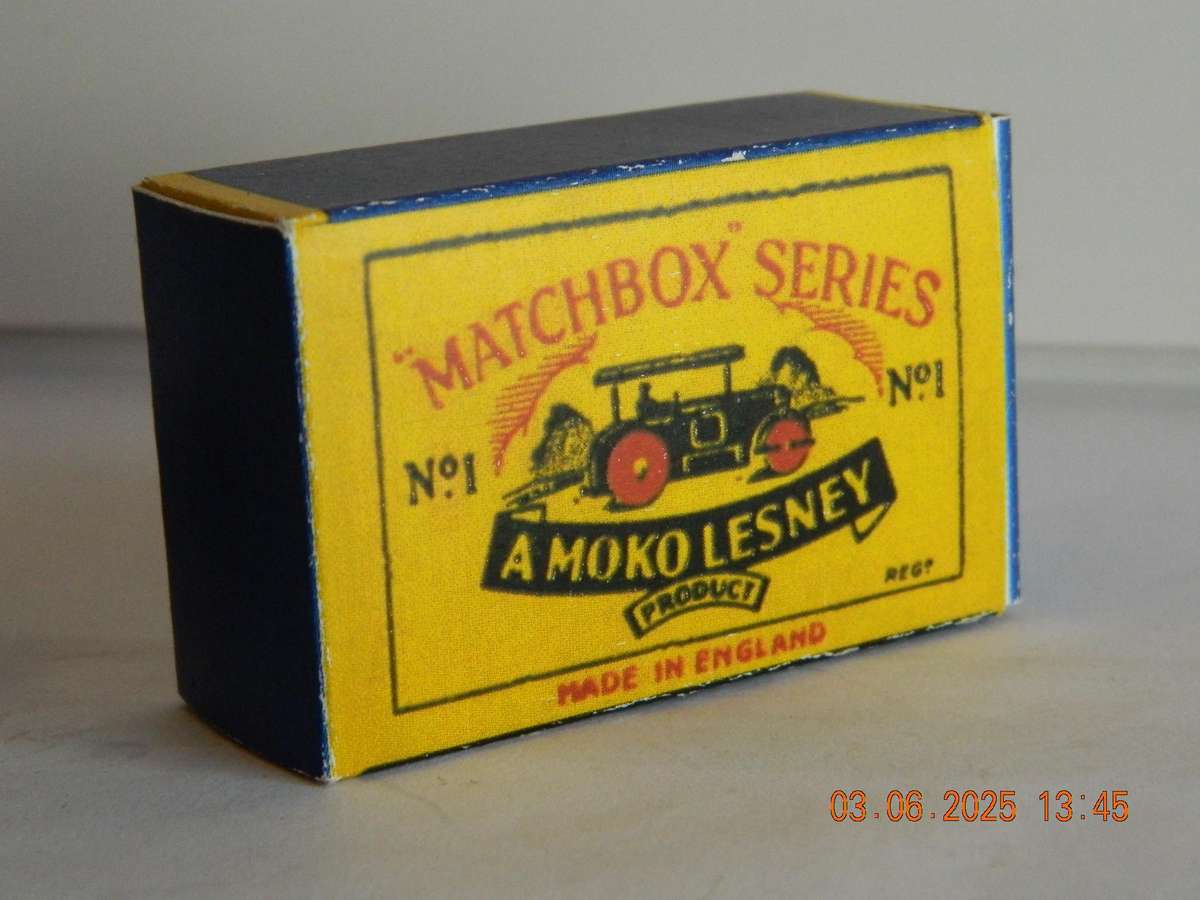 "MATCHBOX" SERIES
No1
No1
A MOKO LESNEY
PRODUCT
REGD
MADE IN ENGLAND
03.06.2025 13:45